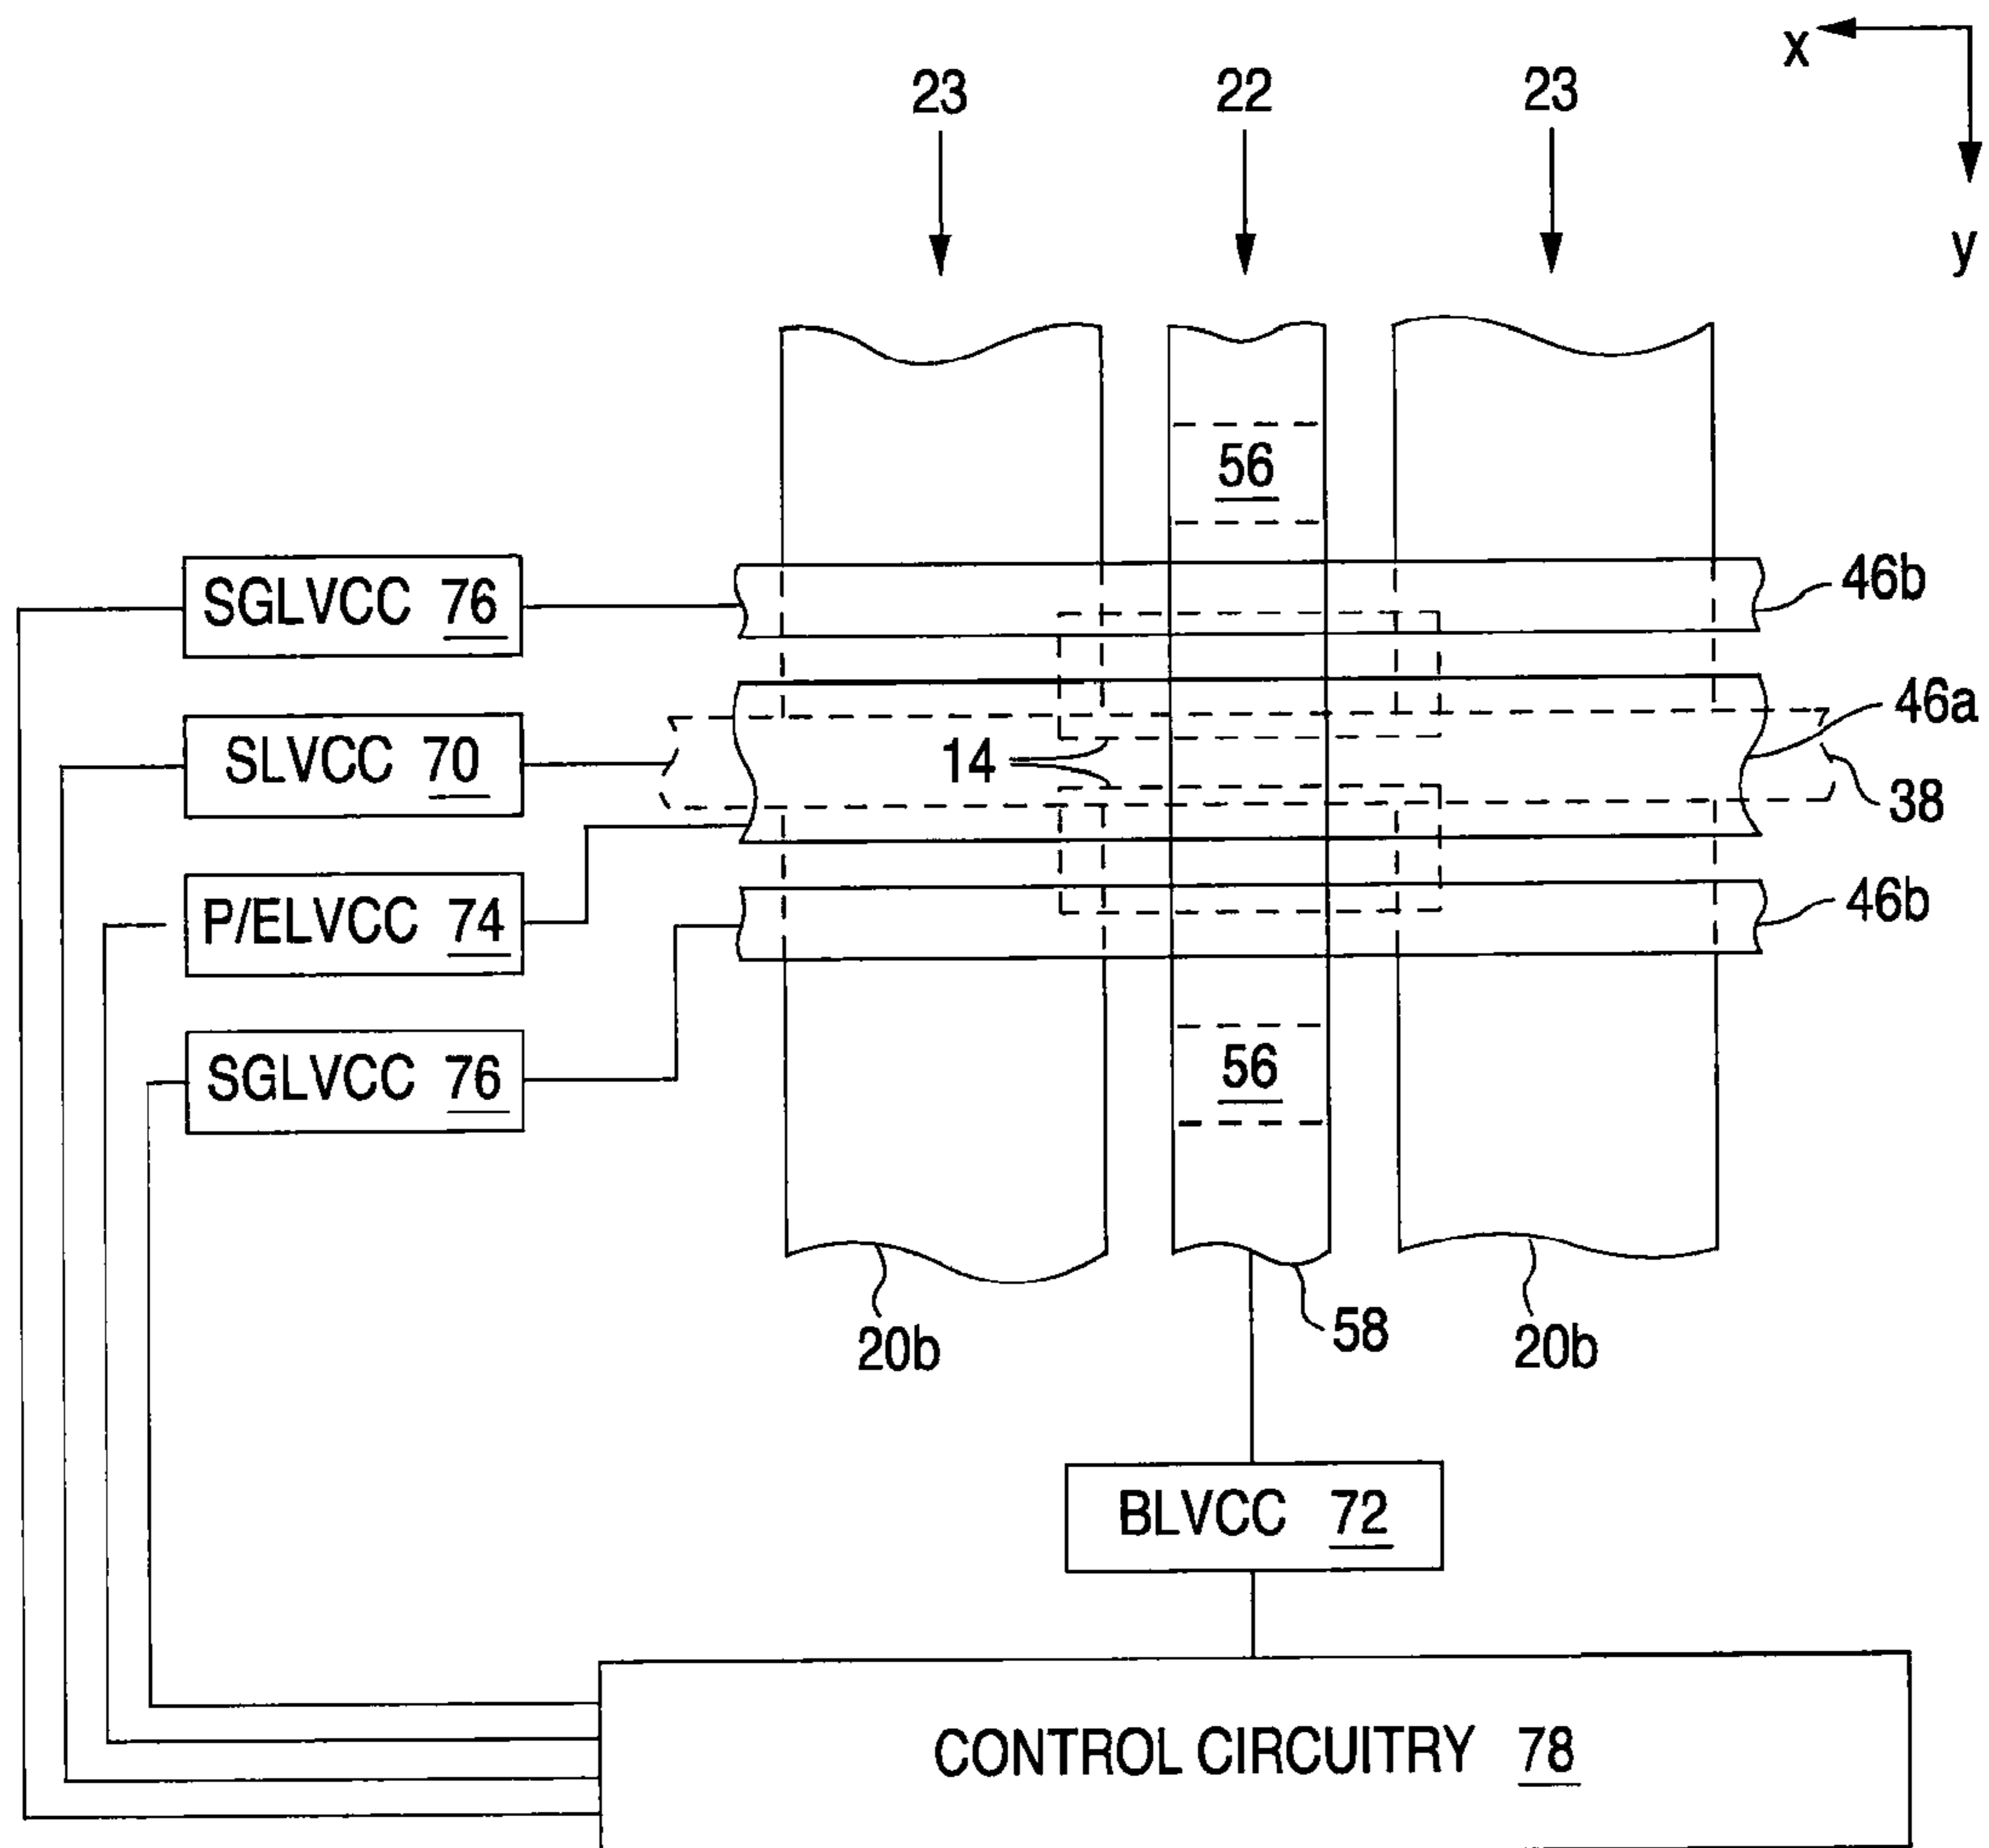 X
23 22 23
y
56
SGLVCC 76
46b
46a
SLVCC 70
14
38
P/ELVCC 74
46b
SGLVCC 76
56
20b
58
20b
BLVCC 72
CONTROL CIRCUITRY 78